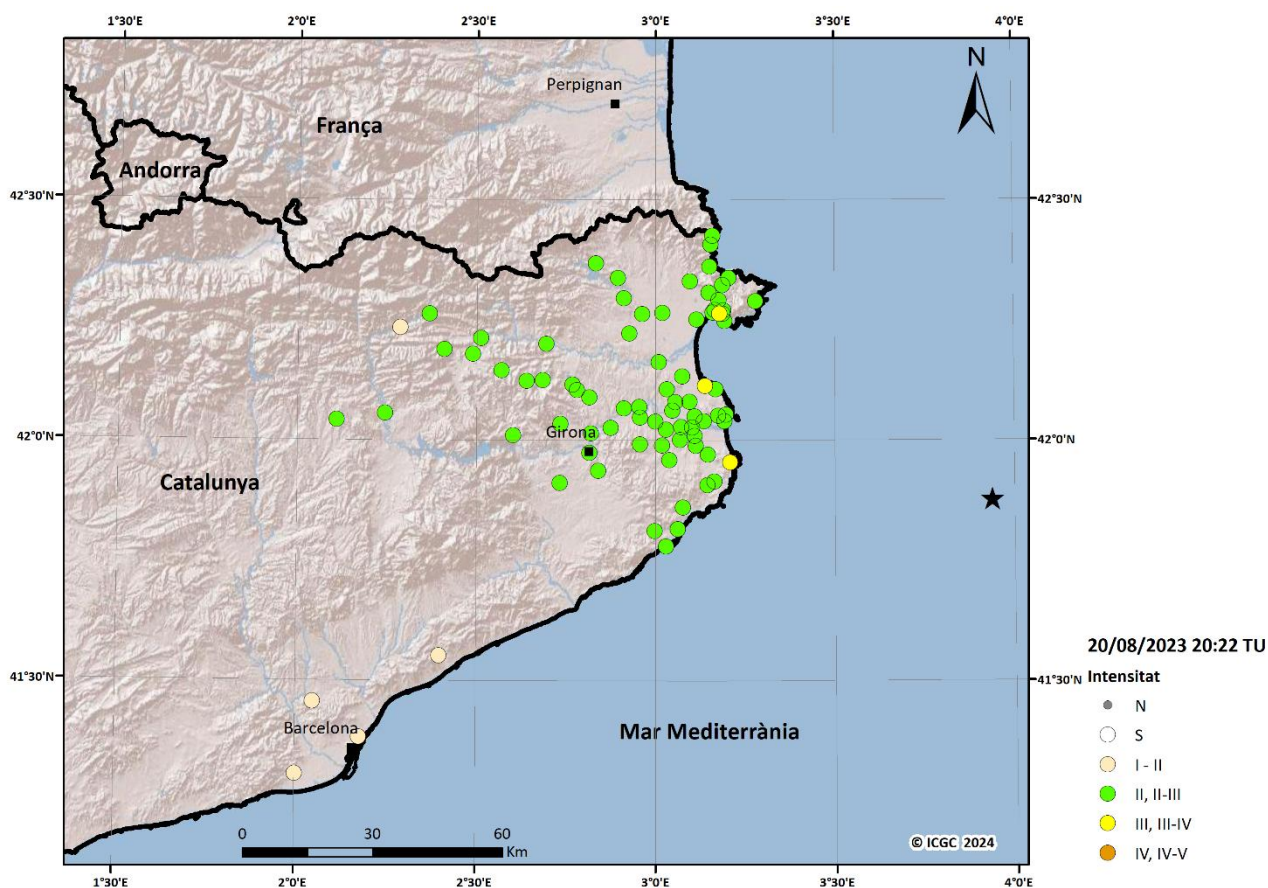 1°30'E 2°0'E 2°30'E 3°0'E 3°30'E 4°0'E
N
Perpignan
França
Andorra
42°30'N 42°30'N
42°0'N Girona 42°0'N
Catalunya
41°30'N 41°30'N
Barcelona
Mar Mediterrània
0 30 60
Km
© ICGC 2024
1°30'E 2°0'E 2°30'E 3°0'E 3°30'E 4°0'E
20/08/2023 20:22 TU
Intensitat
N
S
I - II
II, II-III
III, III-IV
IV, IV-V